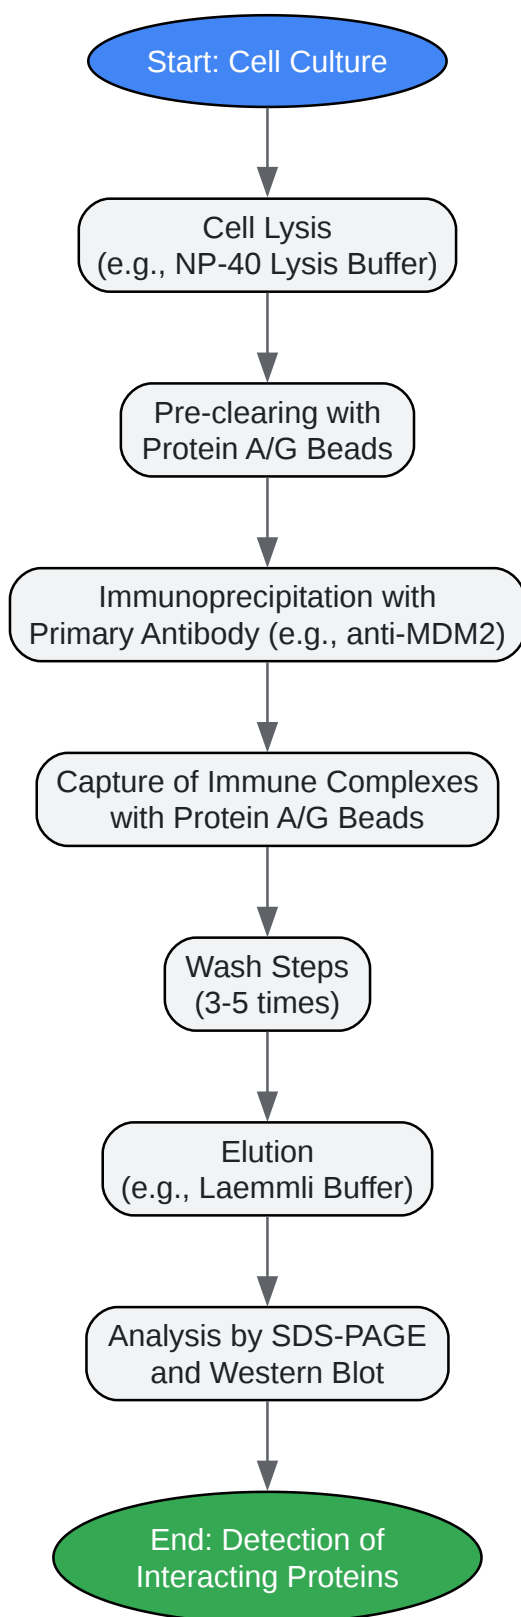 Start: Cell Culture
Cell Lysis
(e.g., NP-40 Lysis Buffer)
Pre-clearing with
Protein A/G Beads
Immunoprecipitation with
Primary Antibody (e.g., anti-MDM2)
Capture of Immune Complexes
with Protein A/G Beads
Wash Steps
(3-5 times)
Elution
(e.g., Laemmli Buffer)
Analysis by SDS-PAGE
and Western Blot
End: Detection of
Interacting Proteins